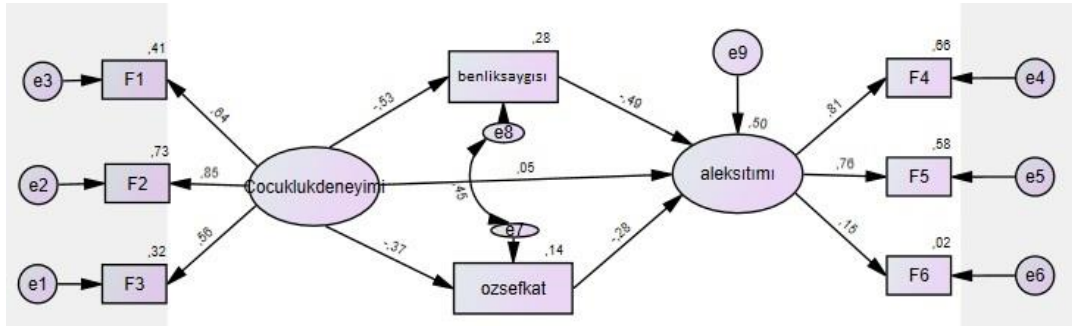 ,41
e3
F1
,64
,73
e2
F2
,85
,32
e1
F3
,56
Çocuklukdeneyimi
-,53
,28
benliksaygısı
e8
,45
e7
,05
-,37
,14
ozsefkat
-,49
-,28
e9
,50
aleksıtımı
,66
,81
F4
e4
,58
,76
F5
e5
,02
,15
F6
e6